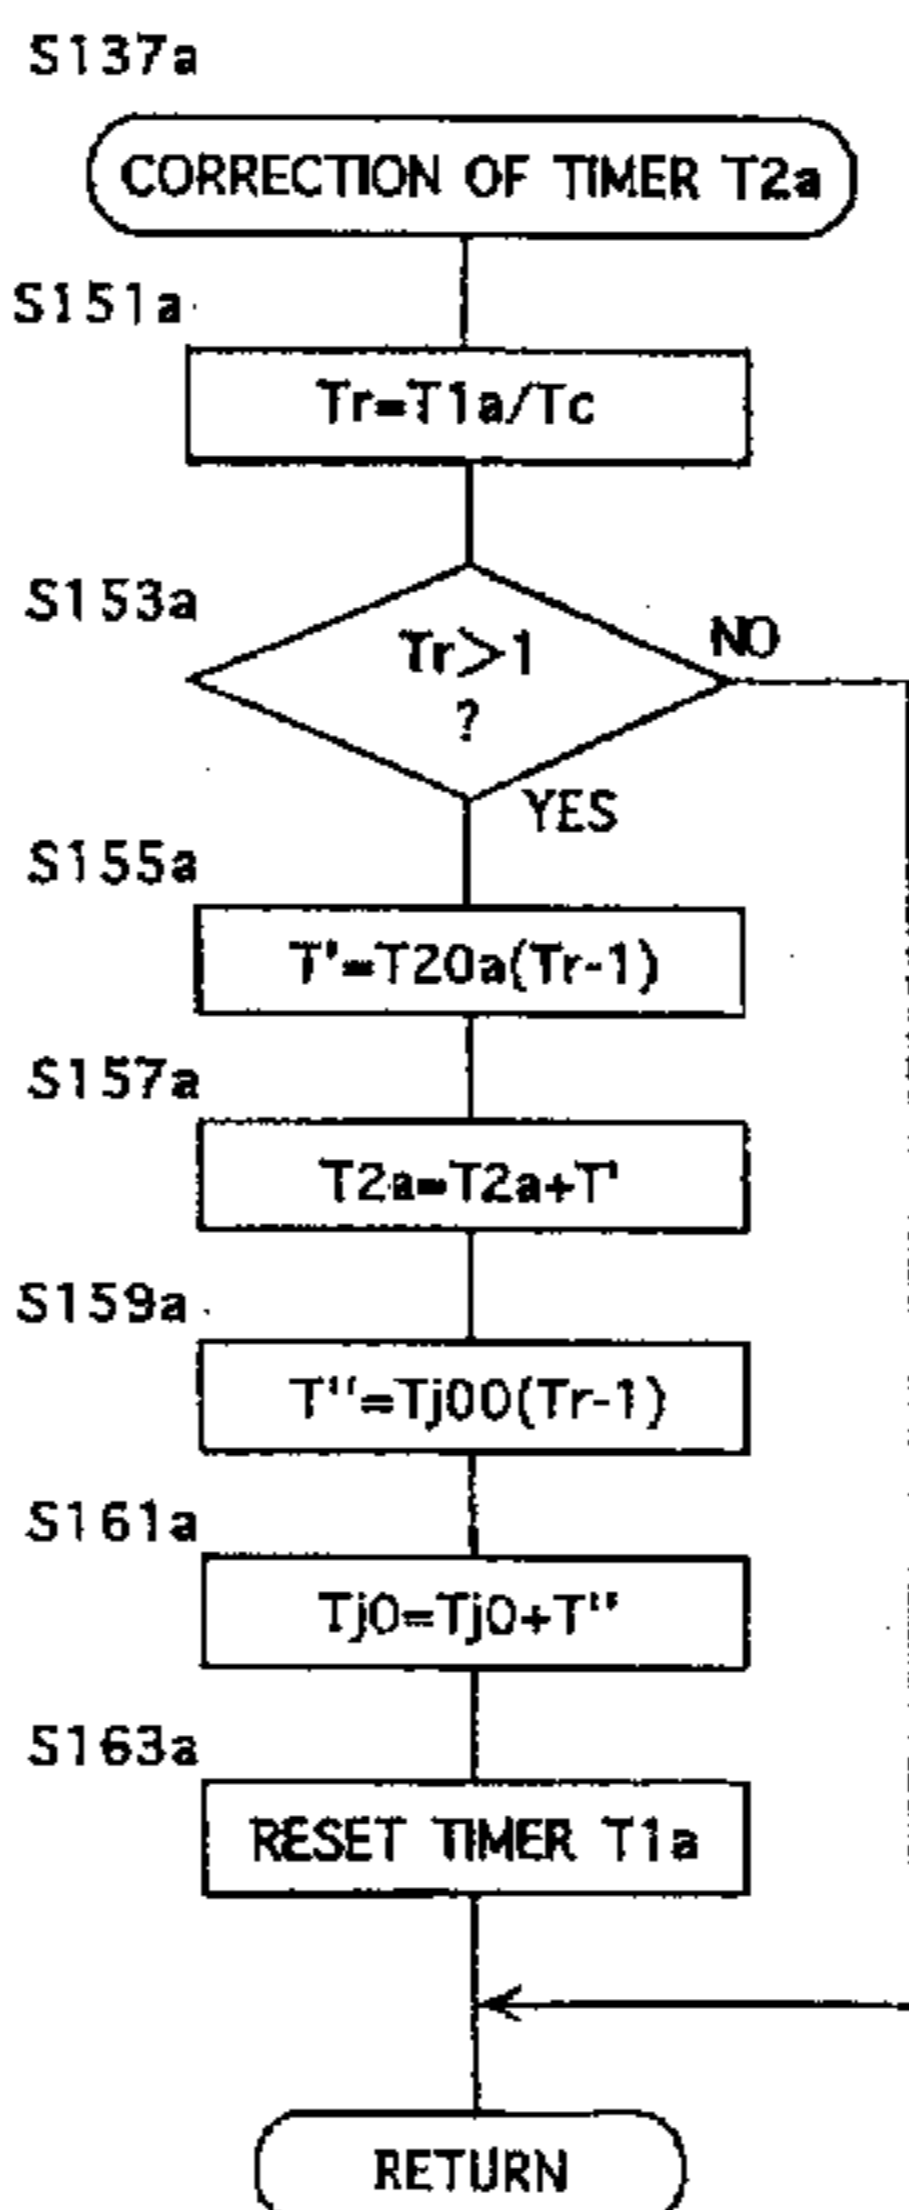 S137a
CORRECTION OF TIMER T2a
S151a
Tr=T1a/Tc
S153a
Tr>1
?
NO
YES
S155a
T'=T20a(Tr-1)
S157a
T2a=T2a+T'
S159a
T"=Tj00(Tr-1)
S161a
Tj0=Tj0+T"
S163a
RESET TIMER T1a
RETURN